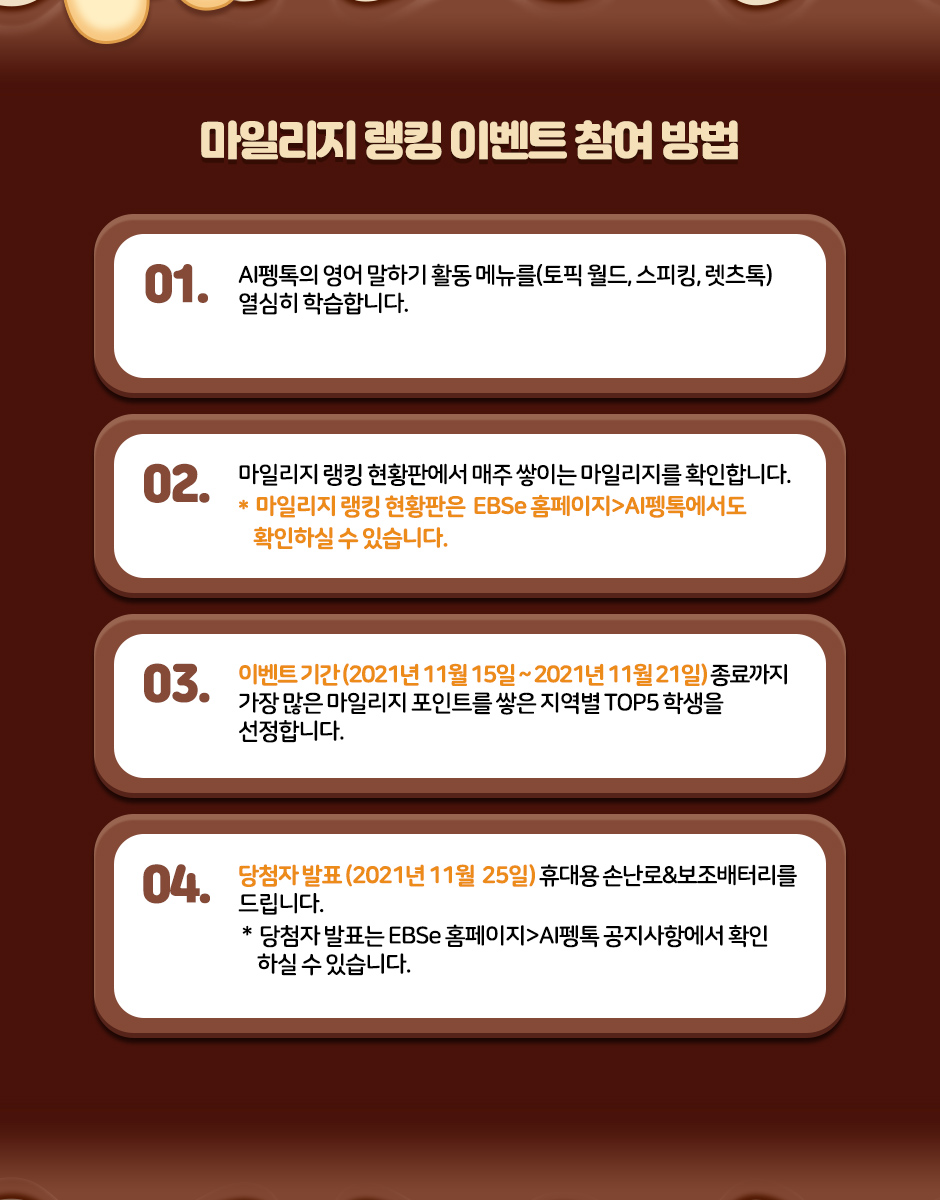 마일리지 랭킹 이벤트 참여 방법
01.
AI펭톡의 영어 말하기 활동 메뉴를(토픽 월드, 스피킹, 렛츠톡)
열심히 학습합니다.
02.
마일리지 랭킹 현황판에서 매주 쌓이는 마일리지를 확인합니다.
* 마일리지 랭킹 현황판은 EBSe 홈페이지>AI펭톡에서도
확인하실 수 있습니다.
03.
이벤트 기간 (2021년 11월 15일 ~ 2021년 11월 21일) 종료까지
가장 많은 마일리지 포인트를 쌓은 지역별 TOP5 학생을
선정합니다.
04.
당첨자 발표 (2021년 11월 25일) 휴대용 손난로&보조배터리를
드립니다.
* 당첨자 발표는 EBSe 홈페이지>AI펭톡 공지사항에서 확인
하실 수 있습니다.